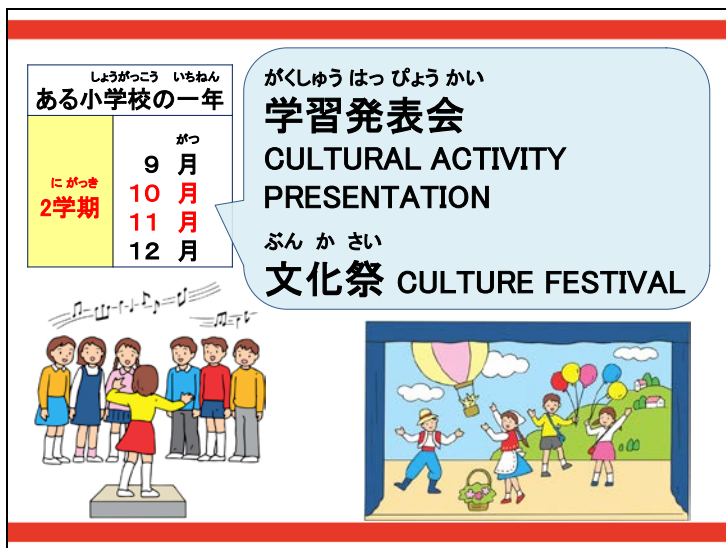 しょうがっこう いちねん
ある小学校の一年
にがっき
2学期
がつ
９ 月
１０ 月
１１ 月
１２ 月
がくしゅう はっ ぴょう かい
学習発表会
CULTURAL ACTIVITY
PRESENTATION
ぶん か さい
文化祭 CULTURE FESTIVAL